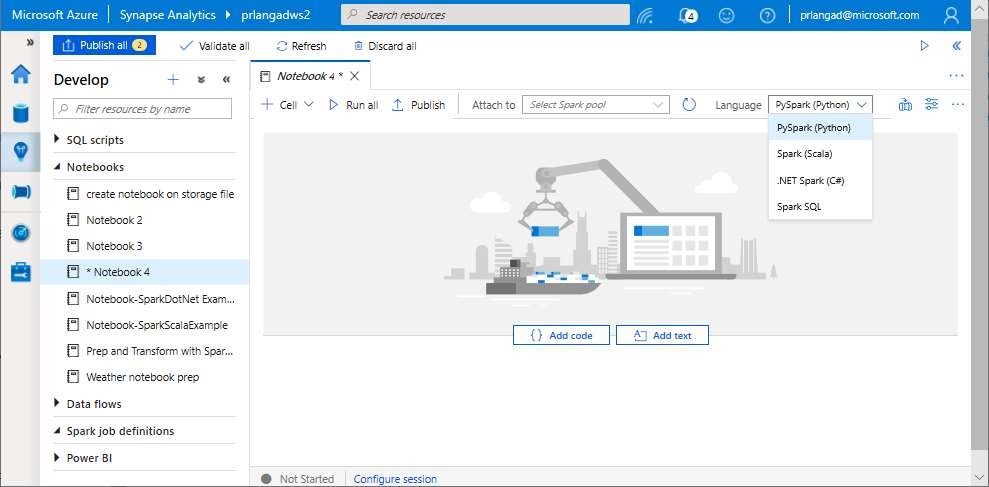 Microsoft Azure | Synapse Analytics ▸ prlangadws2
Search resources
4
prlangad@microsoft.com
Publish all 2
Validate all
Refresh
Discard all
Develop
Filter resources by name
SQL scripts
Notebooks
create notebook on storage file
Notebook 2
Notebook 3
* Notebook 4
Notebook-SparkDotNet Exam...
Notebook-SparkScalaExample
Prep and Transform with Spar...
Weather notebook prep
Data flows
Spark job definitions
Power BI
Notebook 4 *
Cell
Run all
Publish
Attach to
Select Spark pool
Language
PySpark (Python)
PySpark (Python)
Spark (Scala)
.NET Spark (C#)
Spark SQL
{} Add code
Add text
Not Started
Configure session